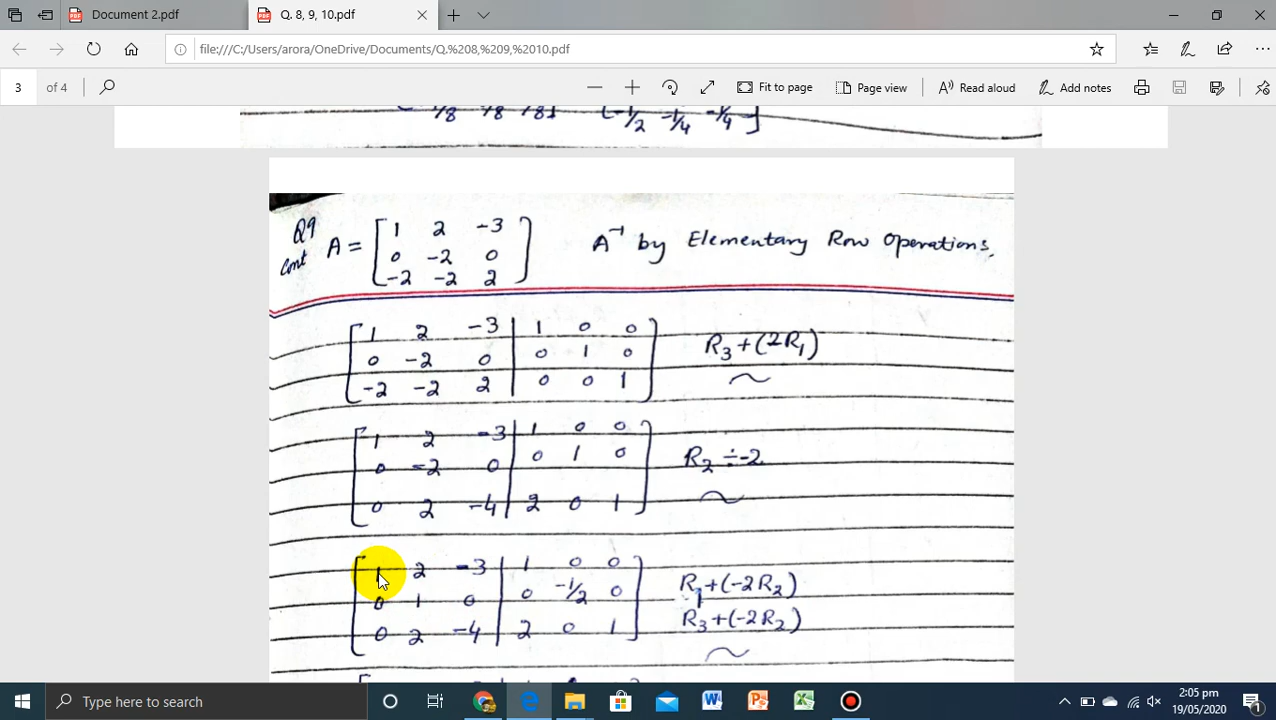 Document 2.pdf
Q. 8, 9, 10.pdf
file:///C:/Users/arora/OneDrive/Documents/Q.%208,%209,%2010.pdf
3 of 4
Fit to page
Page view
Read aloud
Add notes
-1/2 -1/4 -1/4
Q9 cont A = [ 1 2 -3
0 -2 0
-2 -2 2 ]
A⁻¹ by Elementary Row Operations.
[ 1 2 -3 | 1 0 0
0 -2 0 | 0 1 0
-2 -2 2 | 0 0 1 ]
R₃+(2R₁)
~
[ 1 2 -3 | 1 0 0
0 -2 0 | 0 1 0
0 2 -4 | 2 0 1 ]
R₂ ÷ -2
~
[ 1 2 -3 | 1 0 0
0 1 0 | 0 -1/2 0
0 2 -4 | 2 0 1 ]
R₁+(-2R₂)
R₃+(-2R₂)
~
Type here to search
2:05 pm
19/05/2020